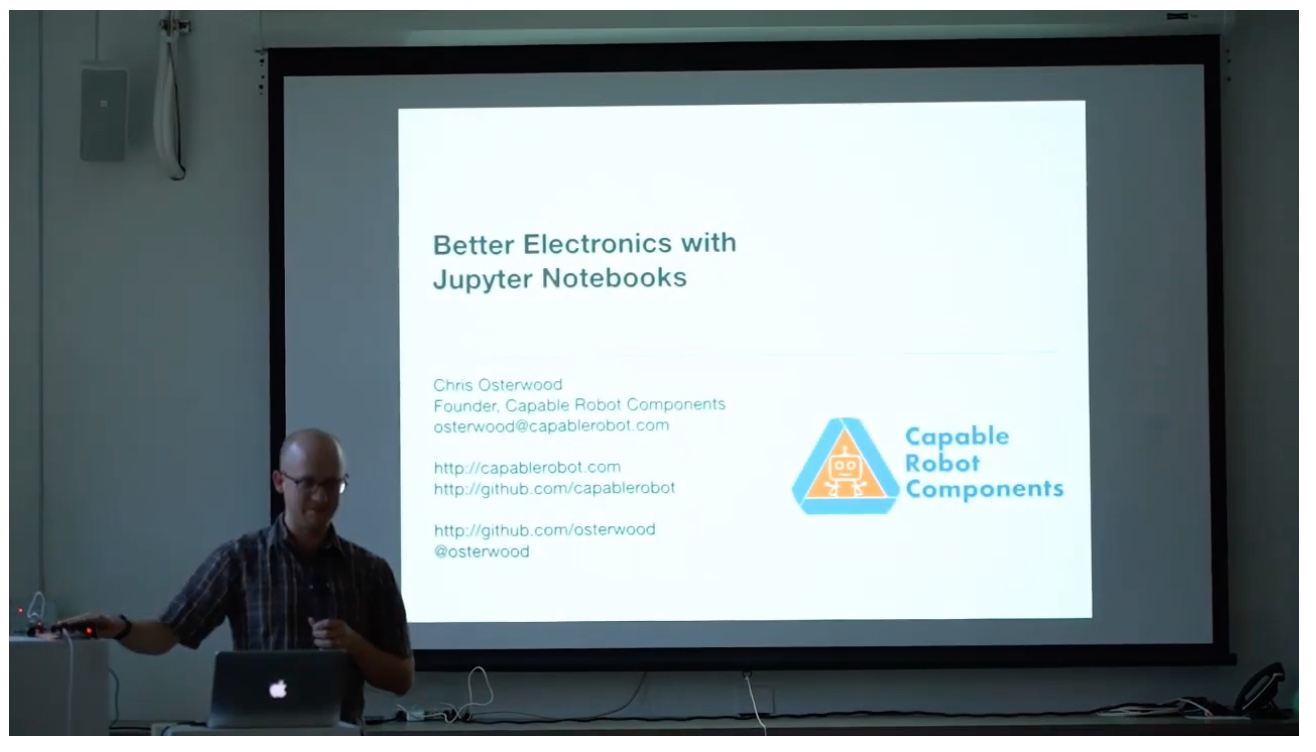 Better Electronics with
Jupyter Notebooks
Chris Osterwood
Founder, Capable Robot Components
osterwood@capablerobot.com
http://capablerobot.com
http://github.com/capablerobot
http://github.com/osterwood
@osterwood
Capable
Robot
Components